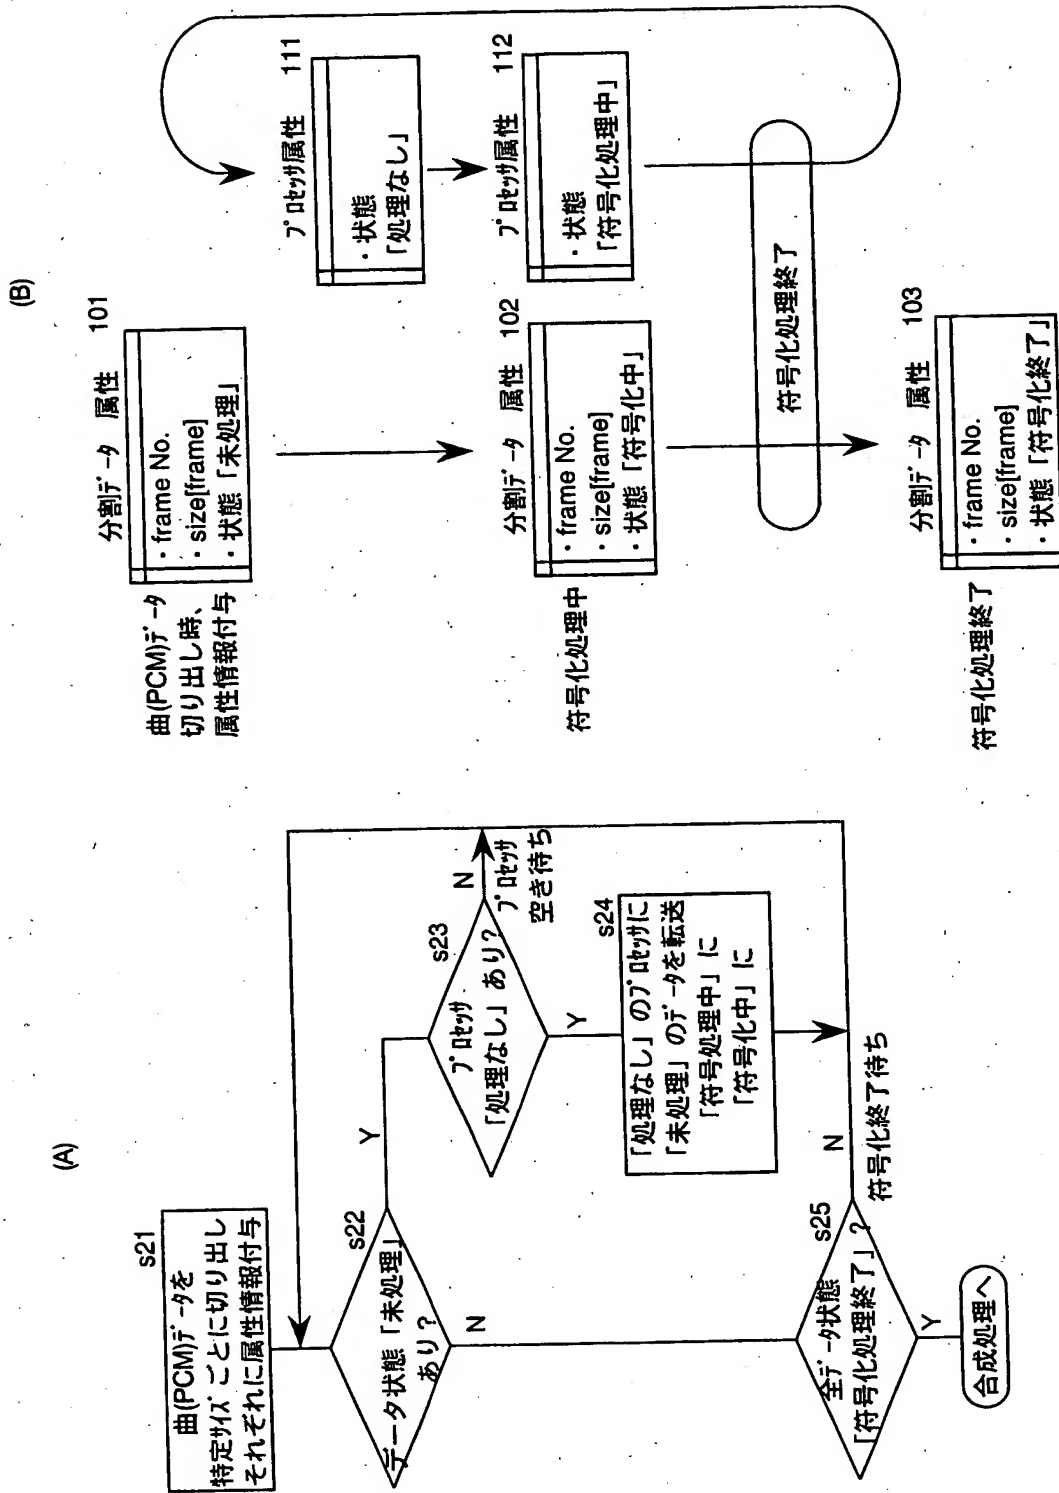 (A)
s21
曲(PCM)データを
特定サイズごとに切り出し
それぞれに属性情報付与
s22
データ状態「未処理」
あり?
Y
N
s23
プロセッサ
「処理なし」あり?
N
プロセッサ
空き待ち
Y
s24
「処理なし」のプロセッサに
「未処理」のデータを転送
「符号処理中」に
「符号化中」に
s25
全データ状態
「符号化処理終了」?
N
符号化終了待ち
Y
合成処理へ
(B)
曲(PCM)データ
切り出し時、
属性情報付与
分割データ 属性 101
・frame No.
・size[frame]
・状態「未処理」
プロセッサ属性 111
・状態
「処理なし」
符号化処理中
分割データ 属性 102
・frame No.
・size[frame]
・状態「符号化中」
プロセッサ属性 112
・状態
「符号化処理中」
符号化処理終了
符号化処理終了
分割データ 属性 103
・frame No.
・size[frame]
・状態「符号化終了」